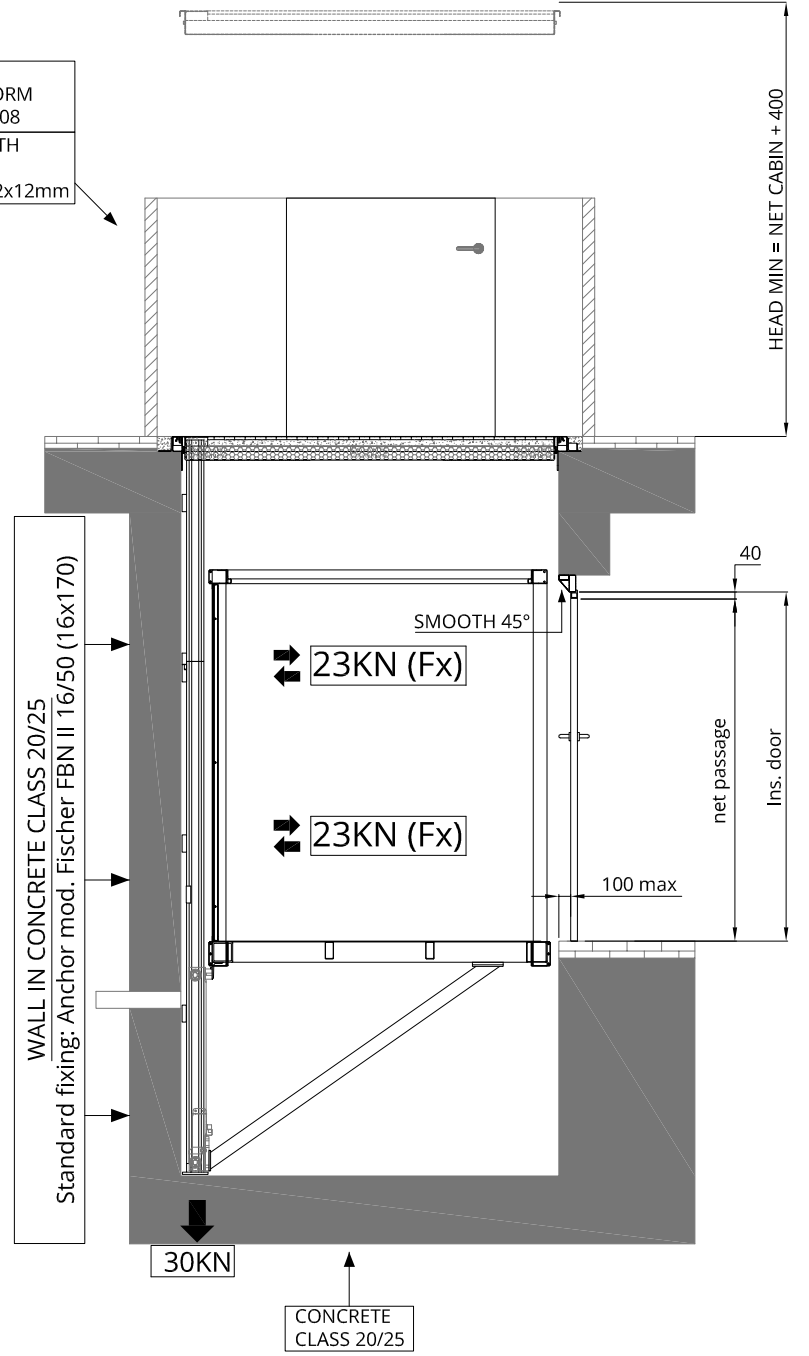 08
2x12mm
HEAD MIN = NET CABIN + 400
40
SMOOTH 45°
23KN (Fx)
23KN (Fx)
net passage
Ins. door
100 max
WALL IN CONCRETE CLASS 20/25
Standard fixing: Anchor mod. Fischer FBN II 16/50 (16x170)
30KN
CONCRETE
CLASS 20/25